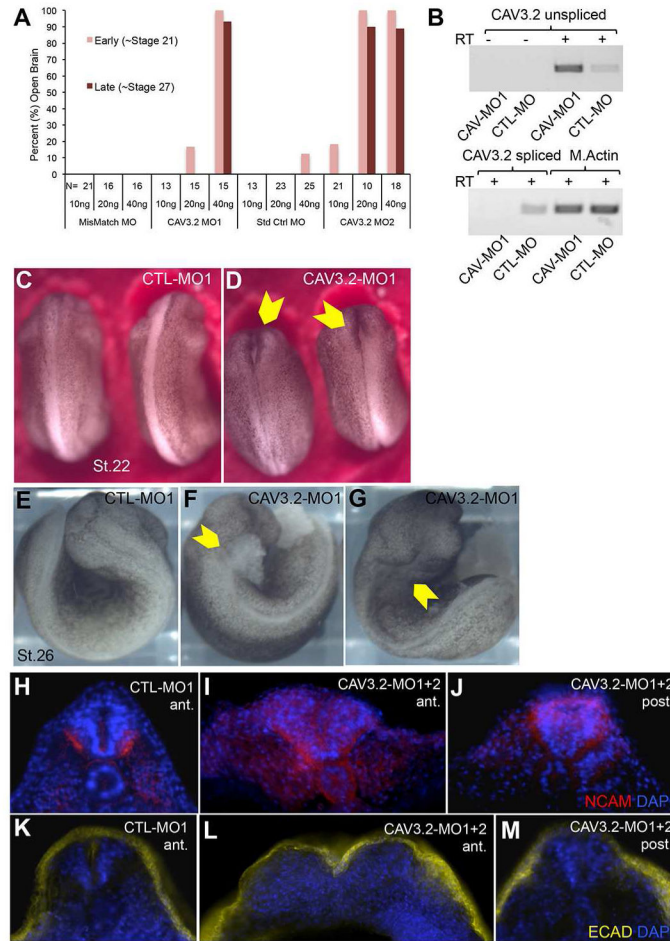 A
Percent (%) Open Brain
100
90
80
70
60
50
40
30
20
10
0
Early (~Stage 21)
Late (~Stage 27)
N= 21 16 16 13 15 15 13 23 25 21 10 18
10ng 20ng 40ng 10ng 20ng 40ng 10ng 20ng 40ng 10ng 20ng 40ng
MisMatch MO CAV3.2 MO1 Std Ctrl MO CAV3.2 MO2
B
CAV3.2 unspliced
RT - - + +
CAV-MO1 CTL-MO CAV-MO1 CTL-MO
CAV3.2 spliced M.Actin
RT + + + +
CAV-MO1 CTL-MO CAV-MO1 CTL-MO
C CTL-MO1
St.22
D CAV3.2-MO1
E CTL-MO1
St.26
F CAV3.2-MO1
G CAV3.2-MO1
H CTL-MO1
ant.
I CAV3.2-MO1+2
ant.
J CAV3.2-MO1+2
post
NCAM DAP
K CTL-MO1
ant.
L CAV3.2-MO1+2
ant.
M CAV3.2-MO1+2
post
ECAD DAP